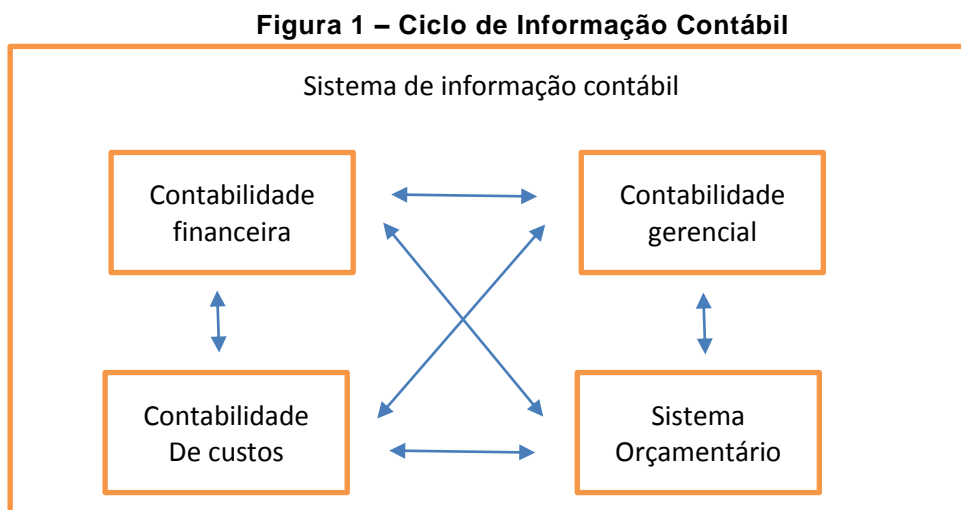 Figura 1 – Ciclo de Informação Contábil
Sistema de informação contábil
Contabilidade
financeira
Contabilidade
gerencial
Contabilidade
De custos
Sistema
Orçamentário